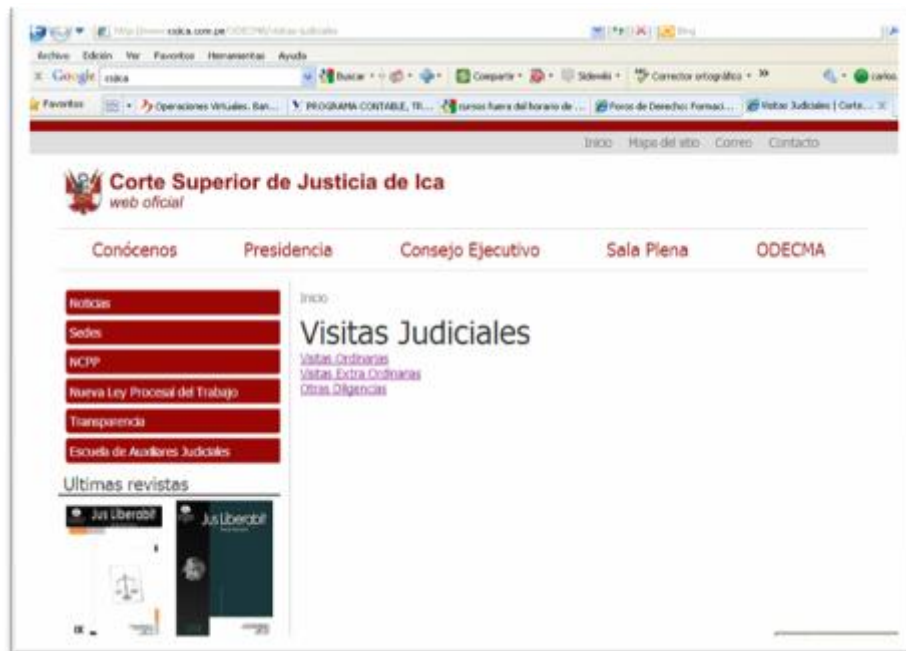 Archivo Edición Ver Favoritos Herramientas Ayuda
x Google csjica Buscar Compartir Sidewiki Corrector ortográfico carlos
Favoritos Operaciones Virtuales. Ban... PROGRAMA CONTABLE, TR... cursos fuera del horario de ... Foros de Derecho: Formaci... Visitas Judiciales | Corte...
Inicio Mapa del sitio Correo Contacto
Corte Superior de Justicia de Ica
web oficial
Conócenos Presidencia Consejo Ejecutivo Sala Plena ODECMA
Noticias
Sedes
NCPP
Nueva Ley Procesal del Trabajo
Transparencia
Escuela de Auxiliares Judiciales
Inicio
Visitas Judiciales
Visitas Ordinarias
Visitas Extra Ordinarias
Otras Diligencias
Ultimas revistas
Jus Liberabit
Jus Liberabit